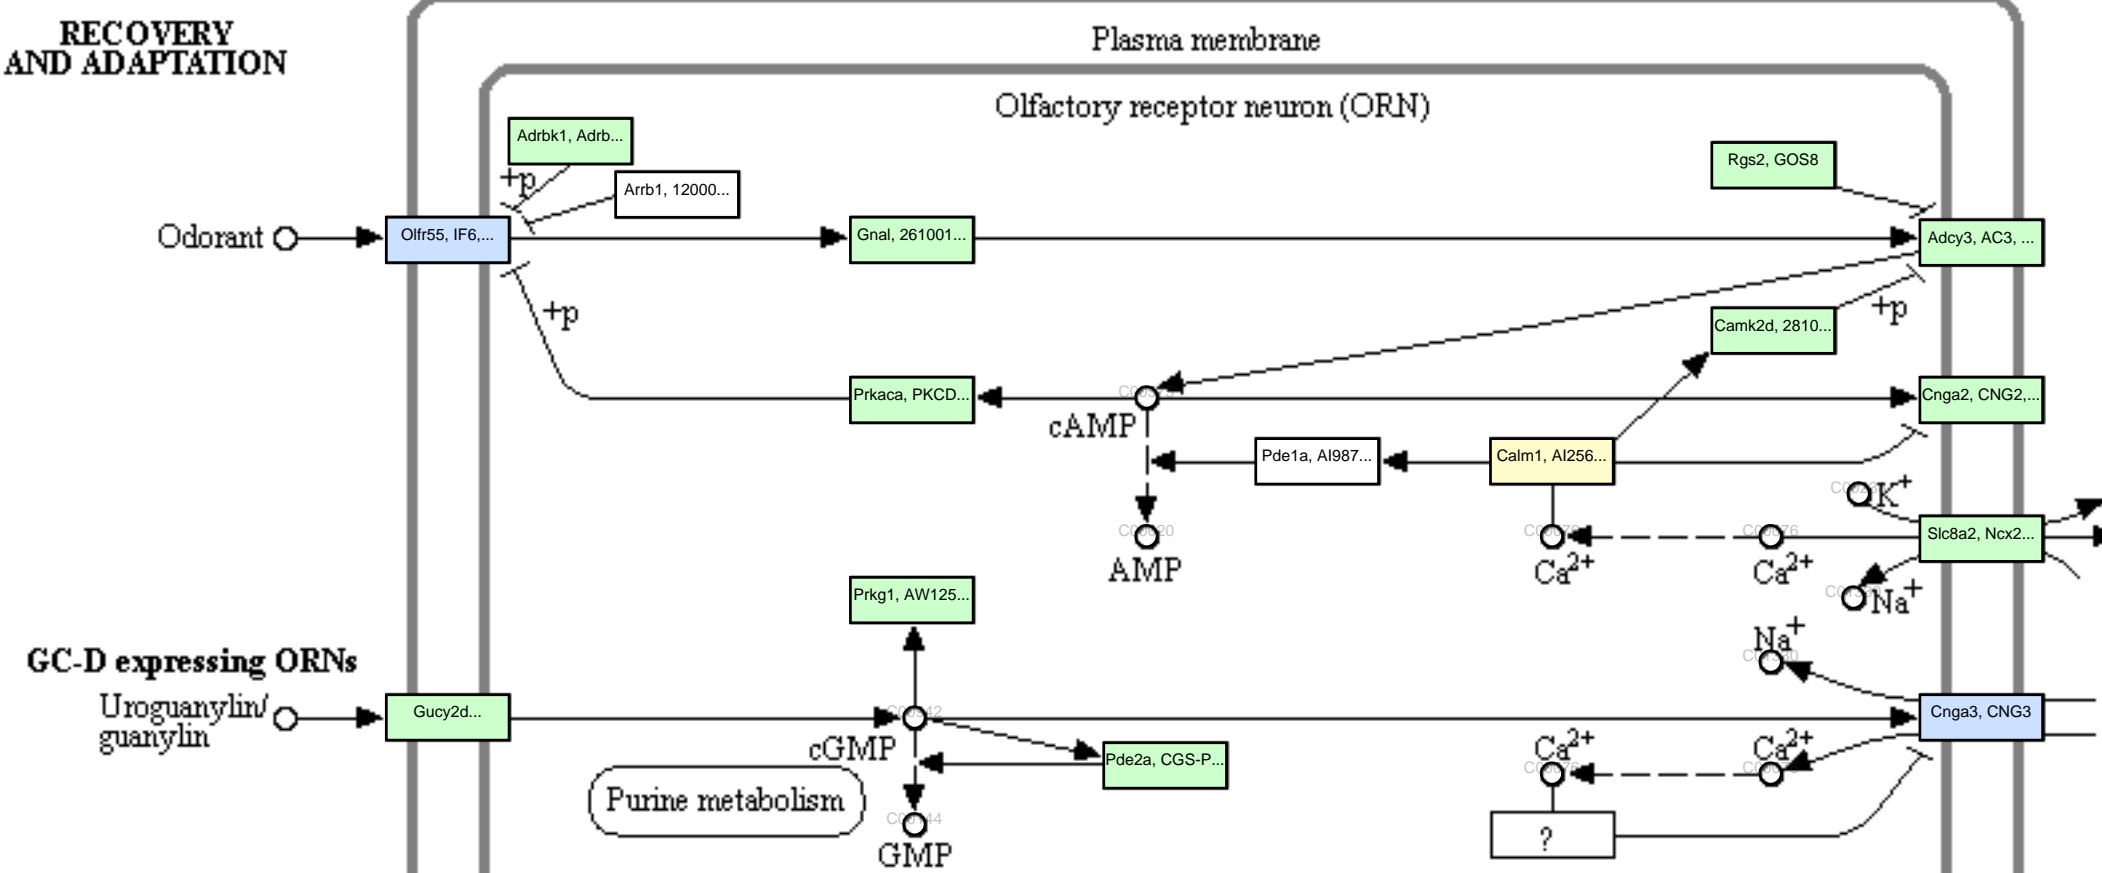 RECOVERY
AND ADAPTATION
Plasma membrane
Olfactory receptor neuron (ORN)
Adrbk1, Adrb...
+p
Arrb1, 12000...
Rgs2, GOS8
Odorant
Olfr55, IF6,...
Gnal, 261001...
Adcy3, AC3, ...
+p
Camk2d, 2810...
+p
Prkaca, PKCD...
cAMP
Cnga2, CNG2,...
Pde1a, AI987...
Calm1, AI256...
K+
AMP
Ca2+
Ca2+
Slc8a2, Ncx2...
Na+
Prkg1, AW125...
GC-D expressing ORNs
Na+
Uroguanylin/
guanylin
Gucy2d...
cGMP
Cnga3, CNG3
Pde2a, CGS-P...
Ca2+
Ca2+
Purine metabolism
GMP
?